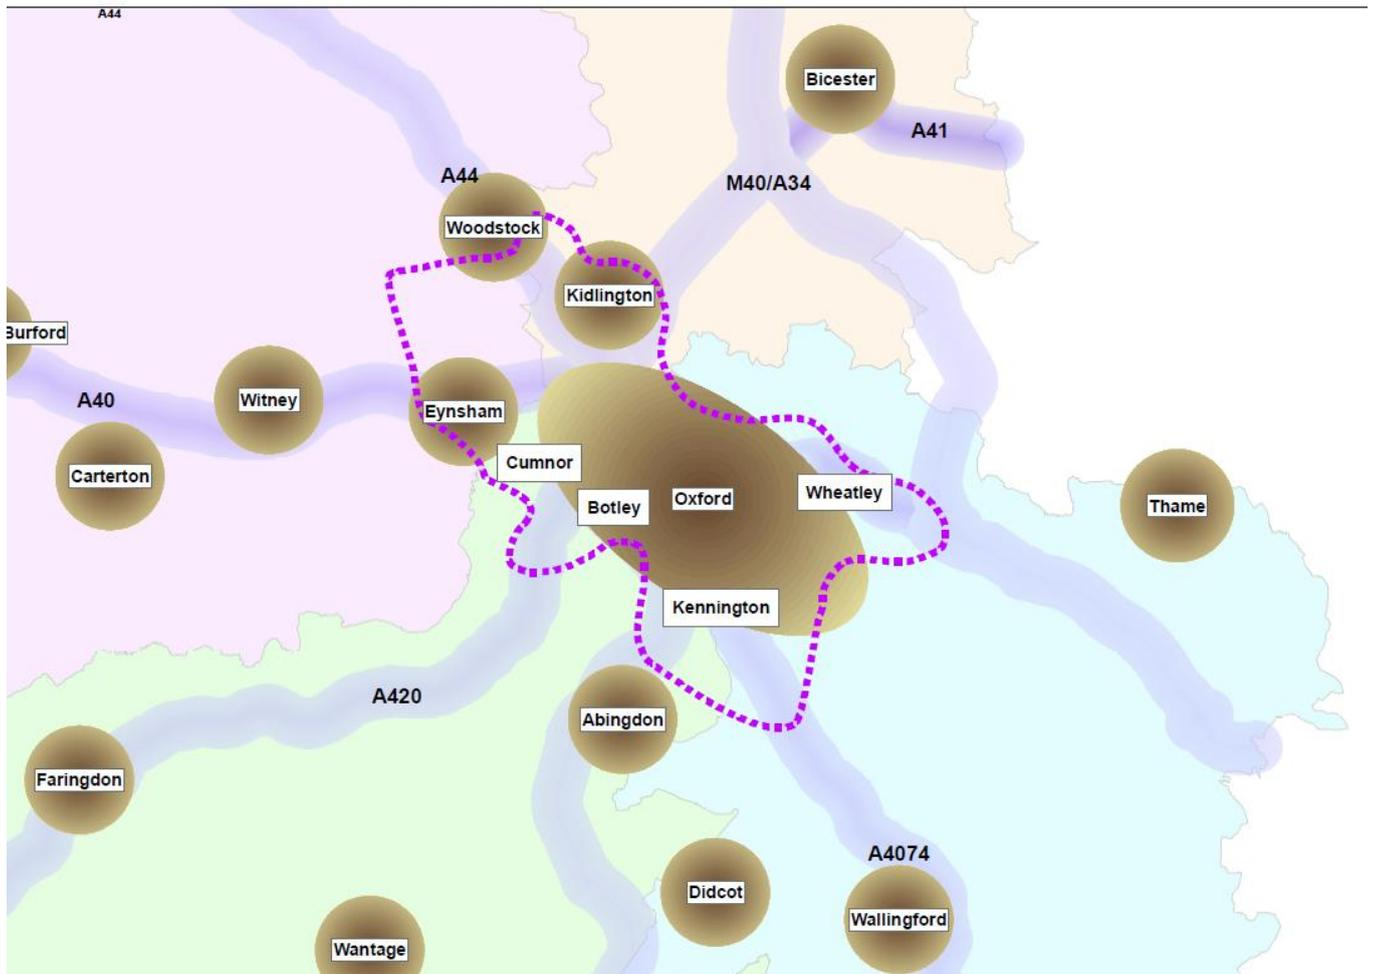 A44
Bicester
A41
A44
M40/A34
Woodstock
Kidlington
Burford
A40
Witney
Eynsham
Cumnor
Carterton
Botley
Oxford
Wheatley
Thame
Kennington
A420
Abingdon
Faringdon
A4074
Didcot
Wallingford
Wantage